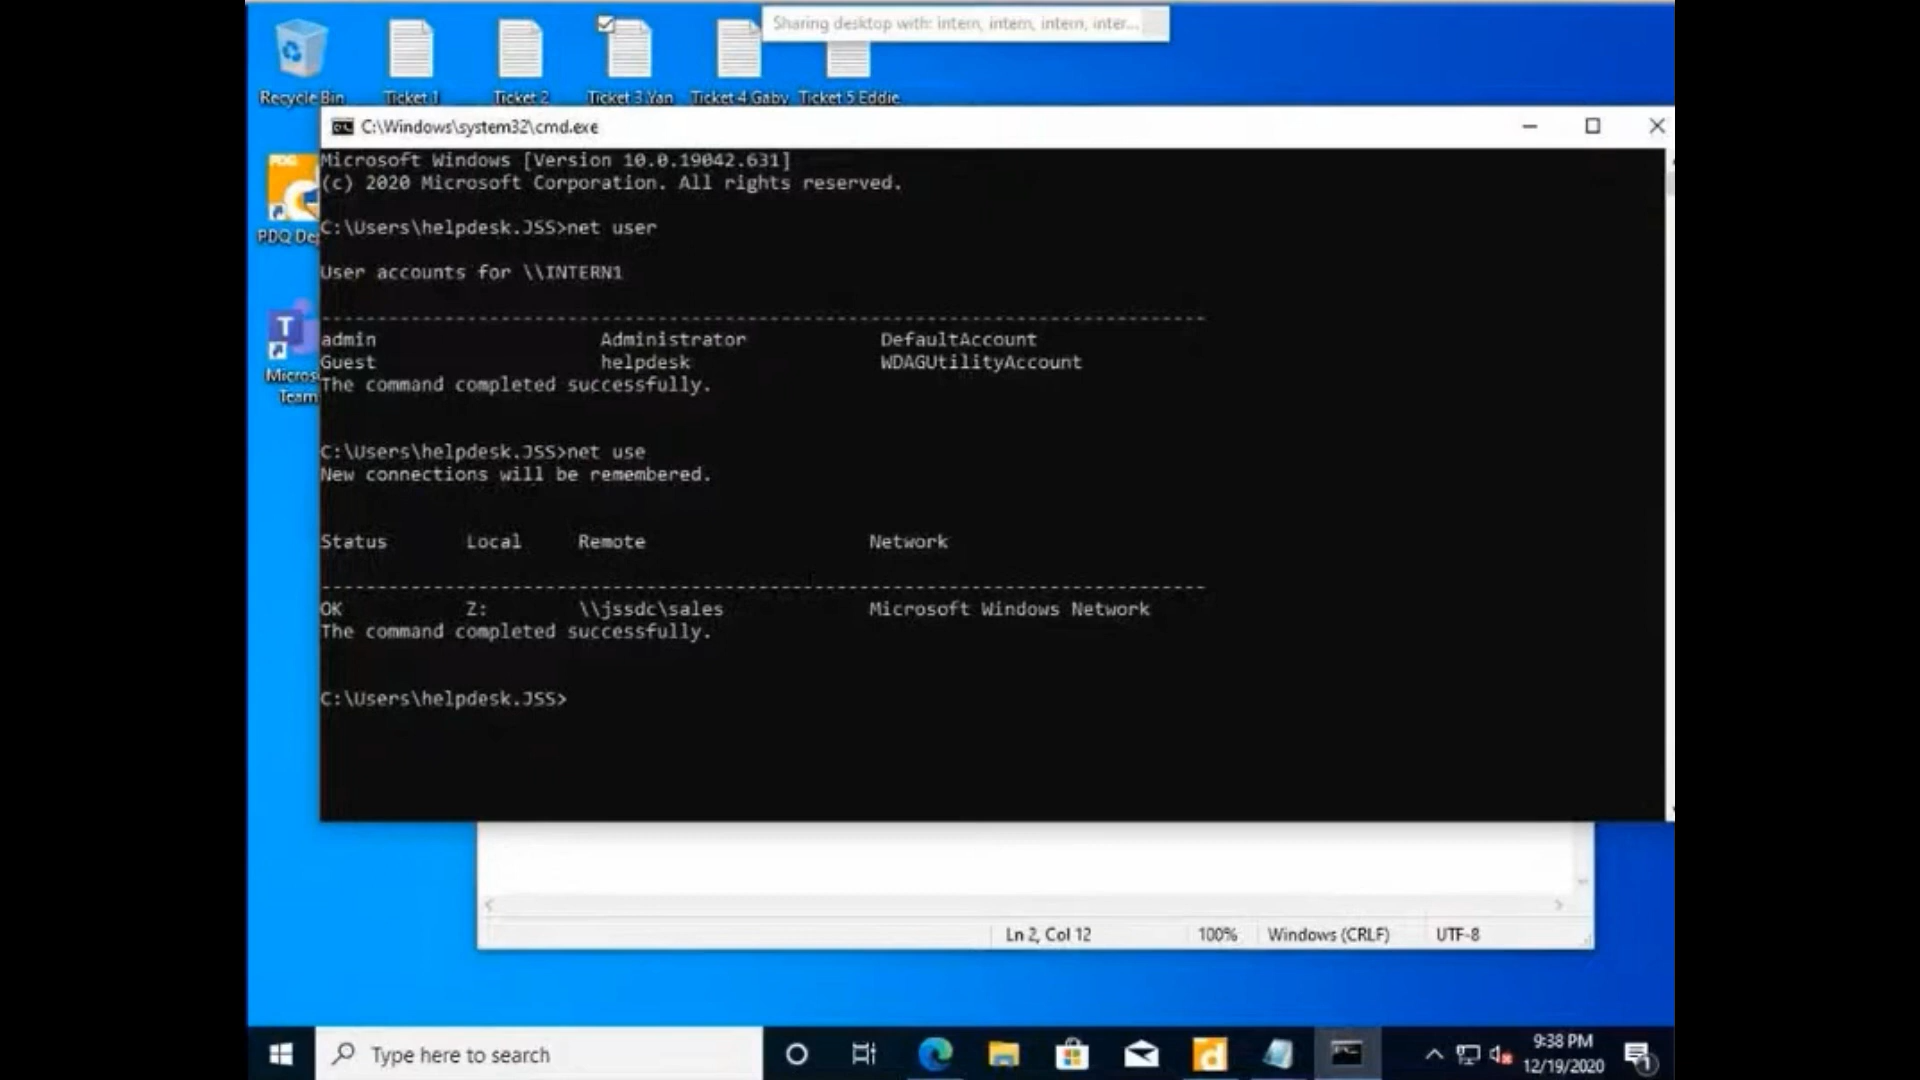 Sharing desktop with: intern, intern, intern, inter...
Recycle Bin
Ticket 1
Ticket 2
Ticket 3 Yan
Ticket 4 Gaby
Ticket 5 Eddie
C:\Windows\system32\cmd.exe
Microsoft Windows [Version 10.0.19042.631]
(c) 2020 Microsoft Corporation. All rights reserved.
PDQ De
C:\Users\helpdesk.JSS>net user
User accounts for \\INTERN1
-------------------------------------------------------------------------------
admin Administrator DefaultAccount
Guest helpdesk WDAGUtilityAccount
The command completed successfully.
T
Micros
Team
C:\Users\helpdesk.JSS>net use
New connections will be remembered.
Status Local Remote Network
-------------------------------------------------------------------------------
OK Z: \\jssdc\sales Microsoft Windows Network
The command completed successfully.
C:\Users\helpdesk.JSS>
Ln 2, Col 12 100% Windows (CRLF) UTF-8
Type here to search
9:38 PM
12/19/2020
1